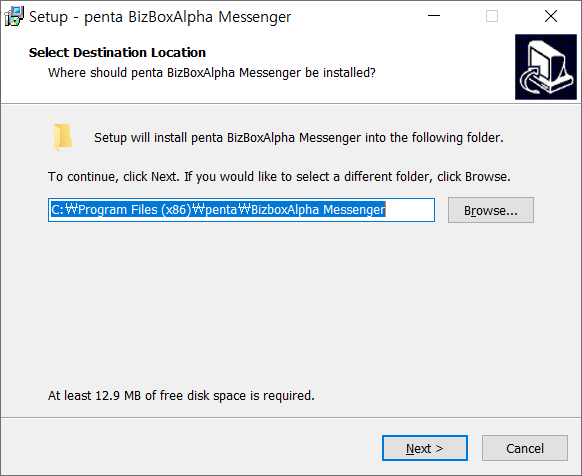 Setup - penta BizBoxAlpha Messenger
Select Destination Location
Where should penta BizBoxAlpha Messenger be installed?
Setup will install penta BizBoxAlpha Messenger into the following folder.
To continue, click Next. If you would like to select a different folder, click Browse.
C:₩Program Files (x86)₩penta₩BizboxAlpha Messenger
Browse...
At least 12.9 MB of free disk space is required.
Next >
Cancel